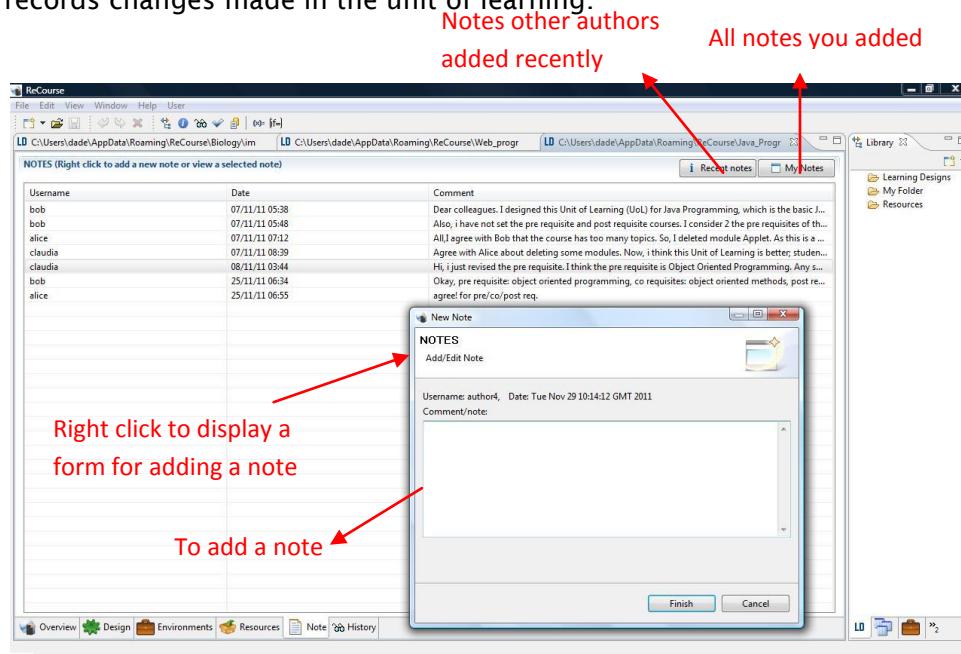 records changes made in the unit of learning.
Notes other authors
added recently
All notes you added
ReCourse
File Edit View Window Help User
LD C:\Users\dade\AppData\Roaming\ReCourse\Biology\im LD C:\Users\dade\AppData\Roaming\ReCourse\Web_progr LD C:\Users\dade\AppData\Roaming\ReCourse\Java_Progr Library
NOTES (Right click to add a new note or view a selected note) i Recent notes My Notes
Learning Designs
My Folder
Resources
Username Date Comment
bob 07/11/11 05:38 Dear colleagues. I designed this Unit of Learning (UoL) for Java Programming, which is the basic J...
bob 07/11/11 05:48 Also, i have not set the pre requisite and post requisite courses. I consider 2 the pre requisites of th...
alice 07/11/11 07:12 All,I agree with Bob that the course has too many topics. So, I deleted module Applet. As this is a ...
claudia 07/11/11 08:39 Agree with Alice about deleting some modules. Now, i think this Unit of Learning is better; studen...
claudia 08/11/11 03:44 Hi, i just revised the pre requisite. I think the pre requisite is Object Oriented Programming. Any s...
bob 25/11/11 06:34 Okay, pre requisite: object oriented programming, co requisites: object oriented methods, post re...
alice 25/11/11 06:55 agree! for pre/co/post req.
New Note
NOTES
Add/Edit Note
Username: author4, Date: Tue Nov 29 10:14:12 GMT 2011
Comment/note:
Right click to display a
form for adding a note
To add a note
Finish Cancel
Overview Design Environments Resources Note History LD »2